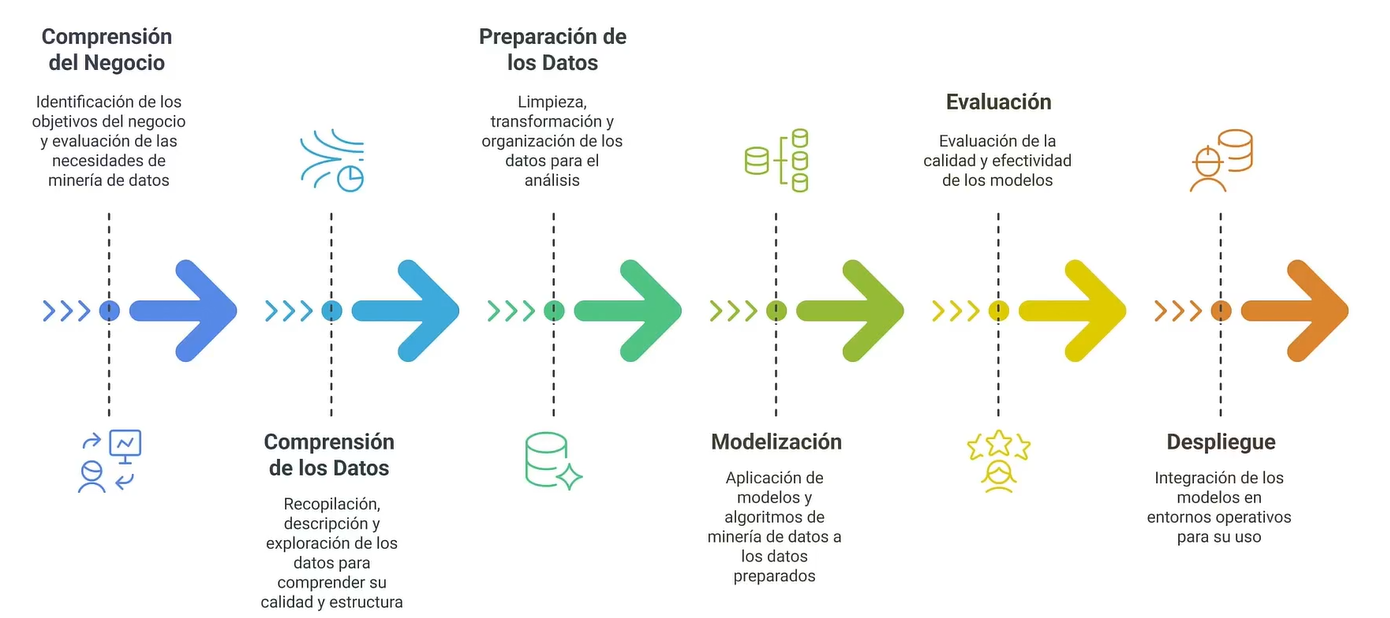 Comprensión
del Negocio
Identificación de los
objetivos del negocio
y evaluación de las
necesidades de
minería de datos
Comprensión
de los Datos
Recopilación,
descripción y
exploración de los
datos para
comprender su
calidad y estructura
Preparación de
los Datos
Limpieza,
transformación y
organización de los
datos para el
análisis
Modelización
Aplicación de
modelos y
algoritmos de
minería de datos a
los datos
preparados
Evaluación
Evaluación de la
calidad y efectividad
de los modelos
Despliegue
Integración de los
modelos en
entornos operativos
para su uso